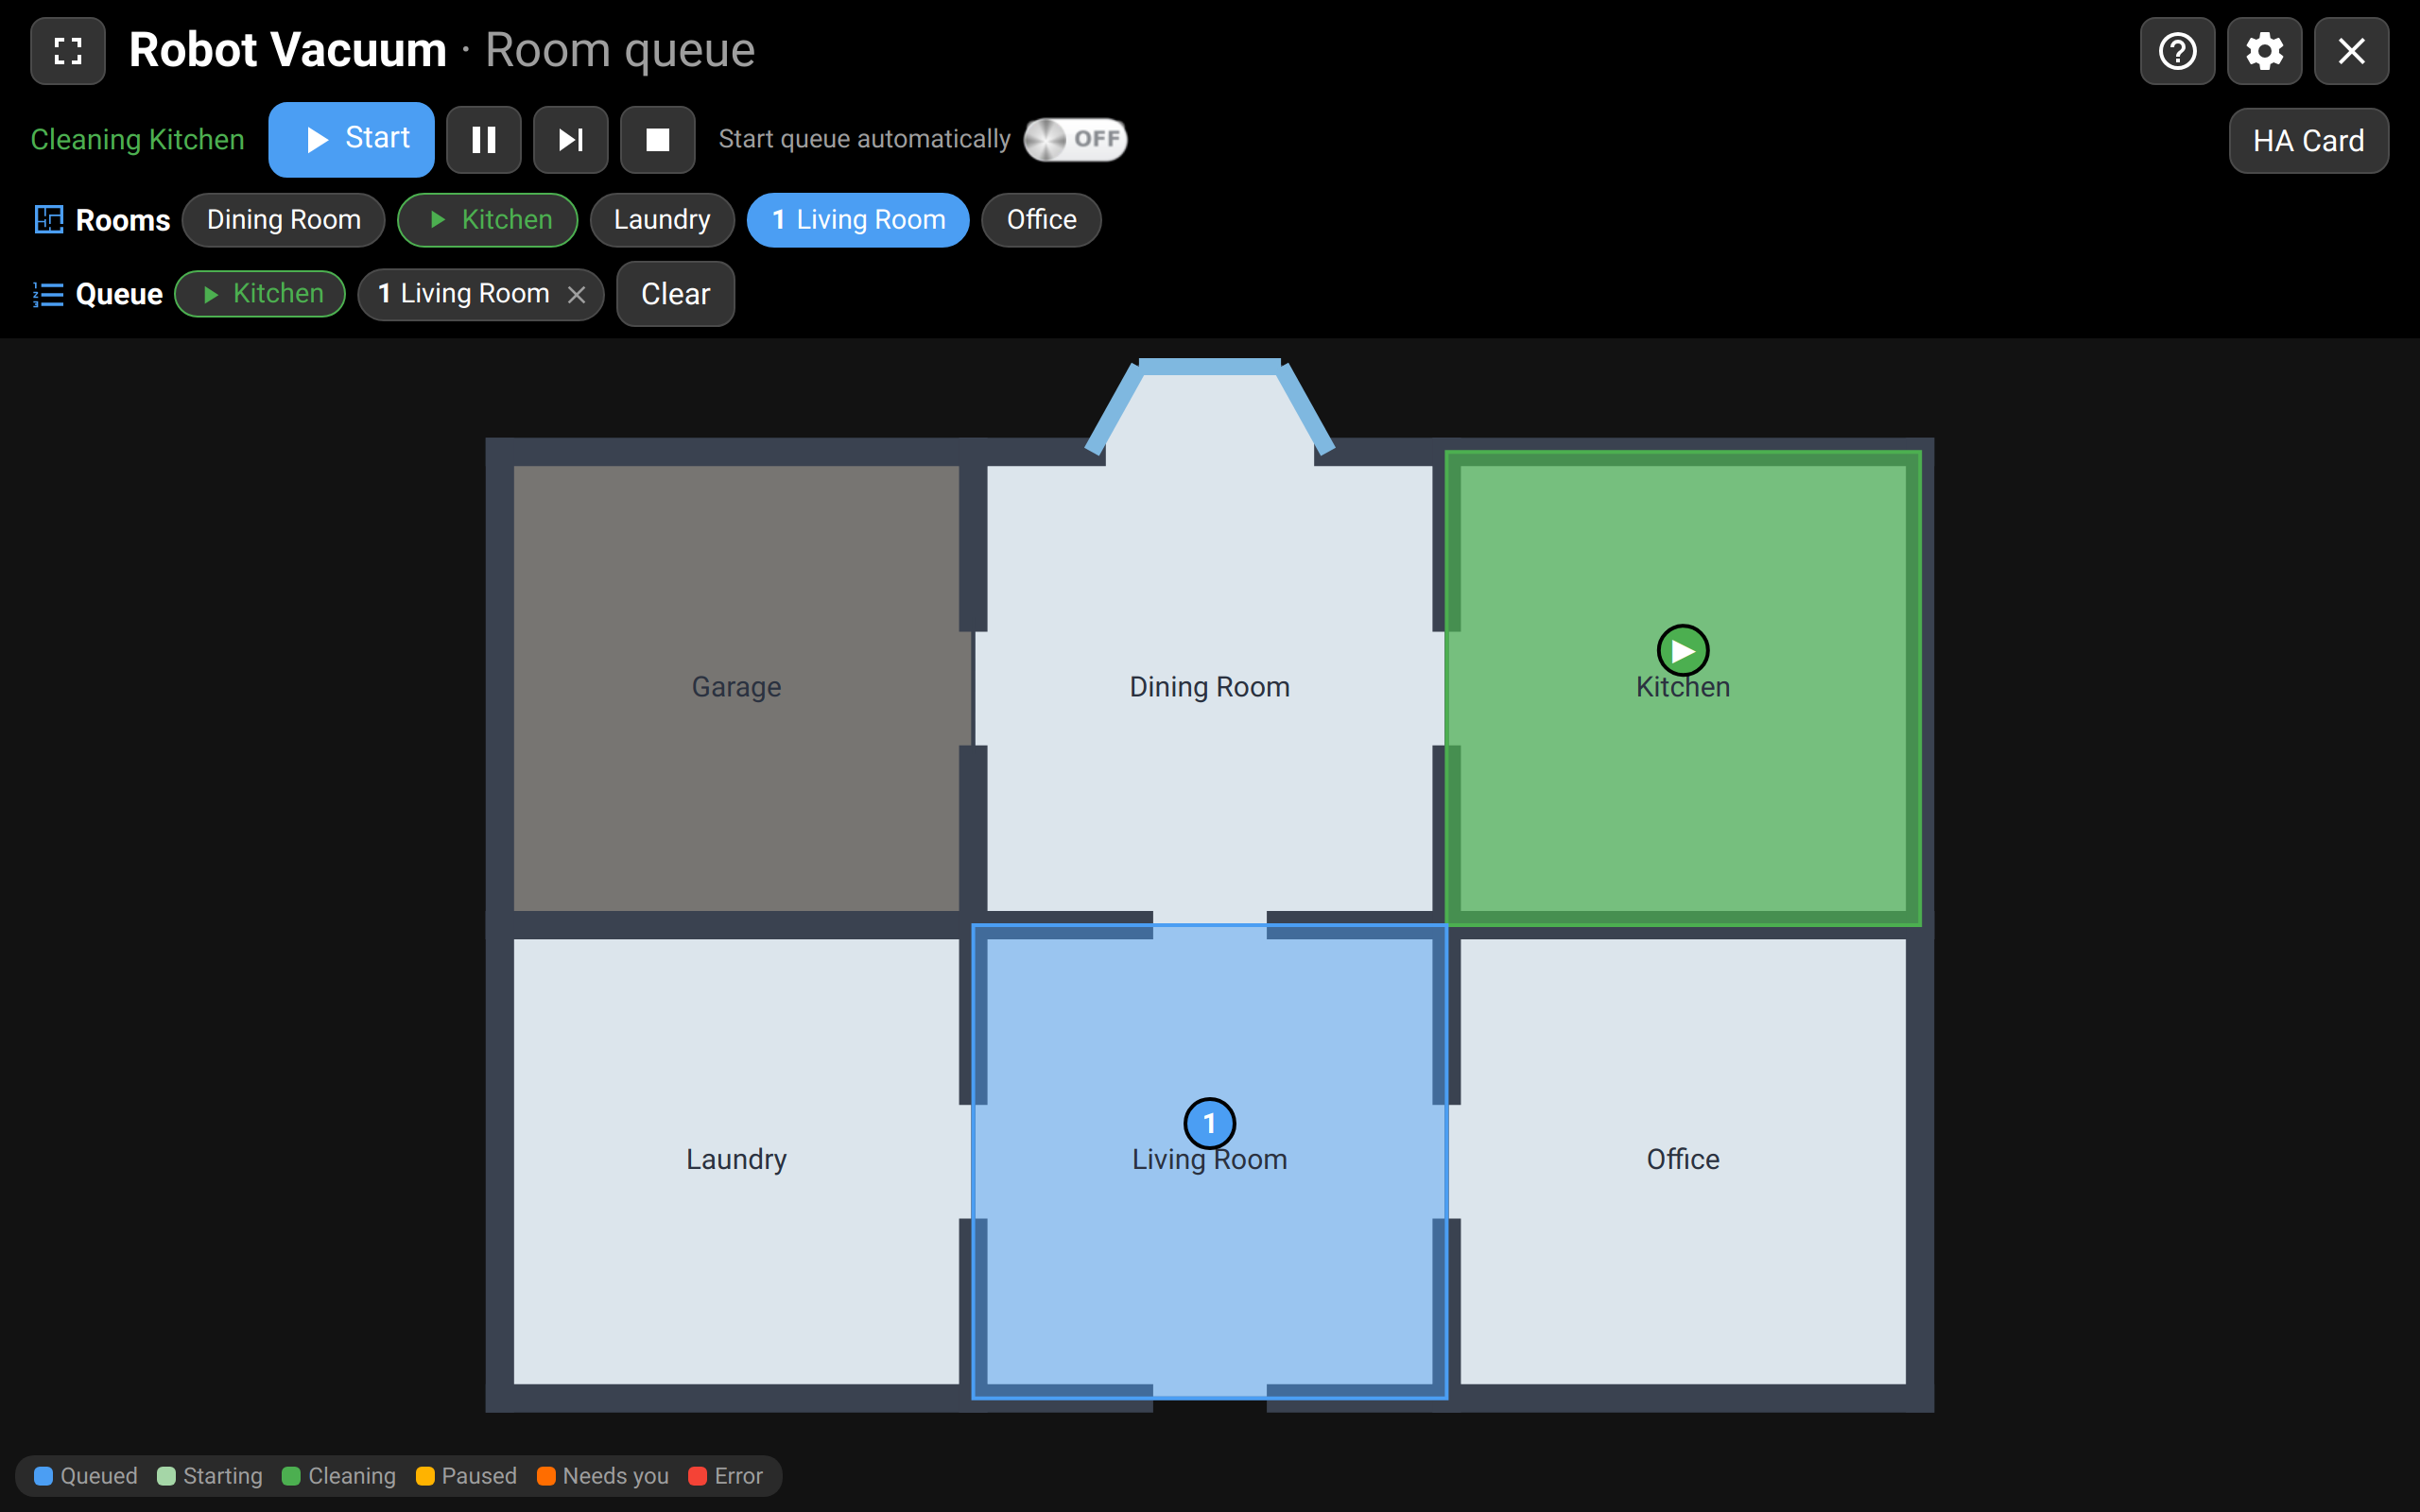 Robot Vacuum · Room queue
Cleaning Kitchen Start Start queue automatically OFF HA Card
Rooms Dining Room Kitchen Laundry 1 Living Room Office
Queue Kitchen 1 Living Room Clear
Garage Dining Room Kitchen
1
Laundry Living Room Office
Queued Starting Cleaning Paused Needs you Error